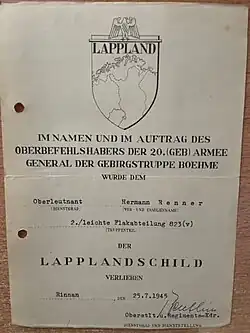 LAPPLAND
IM NAMEN UND IM AUFTRAG DES
OBERBEFEHLSHABERS DER 20.(GEB) ARMEE
GENERAL DER GEBIRGSTRUPPE BOEHME
WURDE DEM
Oberleutnant Hermann Renner
(DIENSTGRAD) (VOR- UND FAMILIENNAME)
2./leichte Flakabteilung 823(v)
(TRUPPENTEIL)
DER
LAPPLANDSCHILD
VERLIEHEN
Rinnan, DEN 25.7.1945
Oberstlt.u.Regiments-Kdr.
DIENSTGRAD UND DIENSTSTELLUNG